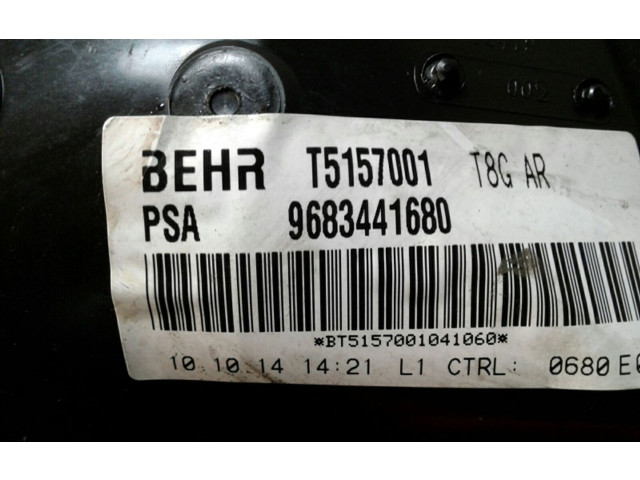 BEHR T5157001 T8G AR
PSA 9683441680
*BT5157001041060*
10.10.14 14:21 L1 CTRL: 0680